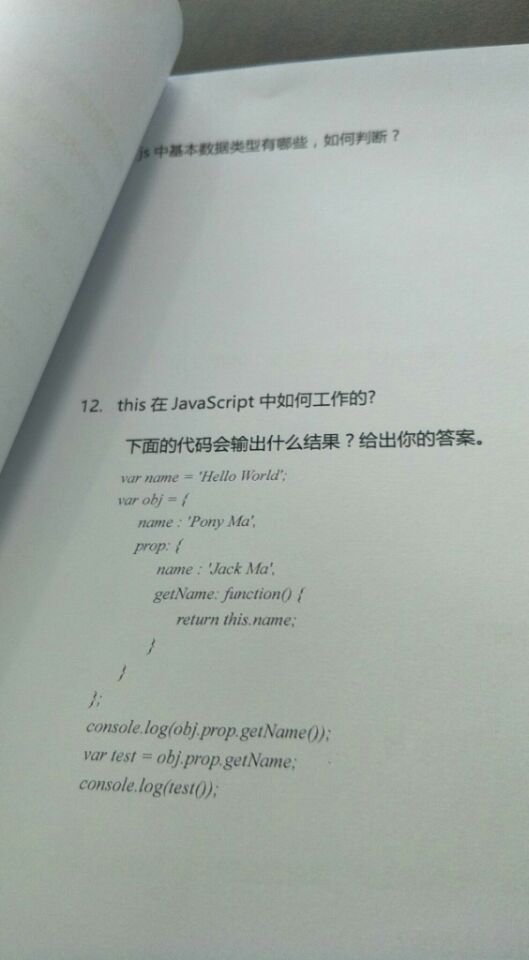 js 中基本数据类型有哪些，如何判断？
12. this 在 JavaScript 中如何工作的?
下面的代码会输出什么结果？给出你的答案。
var name = 'Hello World';
var obj = {
name : 'Pony Ma',
prop: {
name : 'Jack Ma',
getName: function() {
return this.name;
}
}
};
console.log(obj.prop.getName());
var test = obj.prop.getName;
console.log(test());